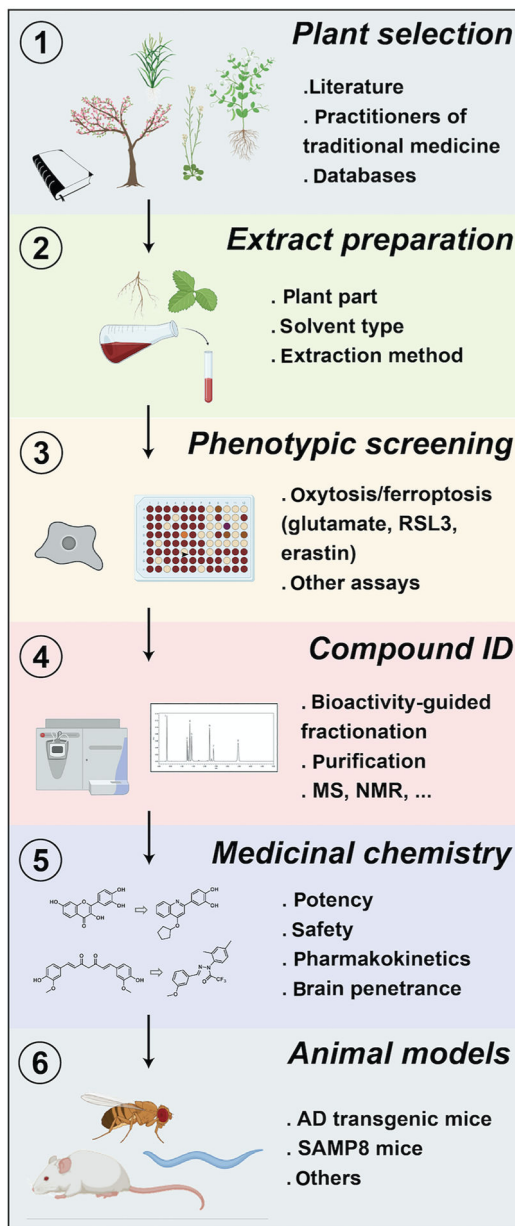 1
Plant selection
. Literature
. Practitioners of
traditional medicine
. Databases
2
Extract preparation
. Plant part
. Solvent type
. Extraction method
3
Phenotypic screening
. Oxytosis/ferroptosis
(glutamate, RSL3,
erastin)
. Other assays
4
Compound ID
. Bioactivity-guided
fractionation
. Purification
. MS, NMR, ...
5
Medicinal chemistry
. Potency
. Safety
. Pharmakokinetics
. Brain penetrance
6
Animal models
. AD transgenic mice
. SAMP8 mice
. Others